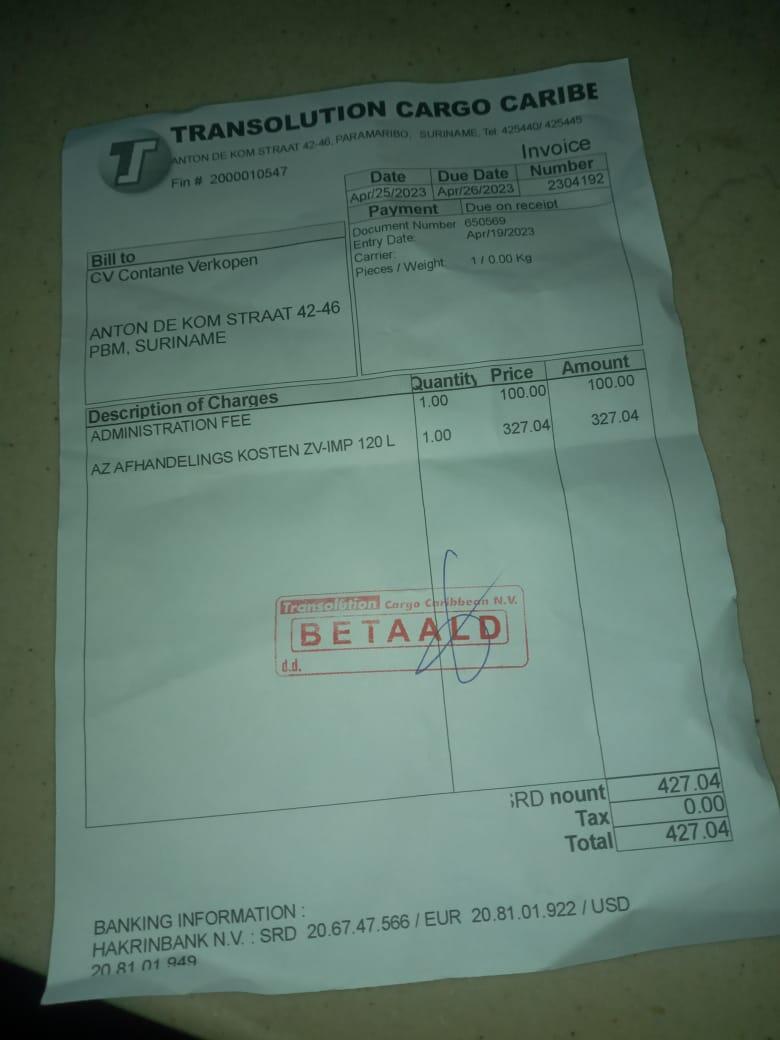 T
TRANSOLUTION CARGO CARIBE
ANTON DE KOM STRAAT 42-46, PARAMARIBO, SURINAME, Tel: 425440/ 425445
Fin # 2000010547
Invoice
Date Due Date Number
Apr/25/2023 Apr/26/2023 2304192
Payment Due on receipt
Document Number 650569
Entry Date: Apr/19/2023
Carrier:
Pieces / Weight: 1 / 0.00 Kg
Bill to
CV Contante Verkopen
ANTON DE KOM STRAAT 42-46
PBM, SURINAME
Description of Charges Quantity Price Amount
ADMINISTRATION FEE 1.00 100.00 100.00
AZ AFHANDELINGS KOSTEN ZV-IMP 120 L 1.00 327.04 327.04
Transolution Cargo Caribbean N.V.
BETAALD
d.d.
SRD nount 427.04
Tax 0.00
Total 427.04
BANKING INFORMATION :
HAKRINBANK N.V. : SRD 20.67.47.566 / EUR 20.81.01.922 / USD
20.81.01.949